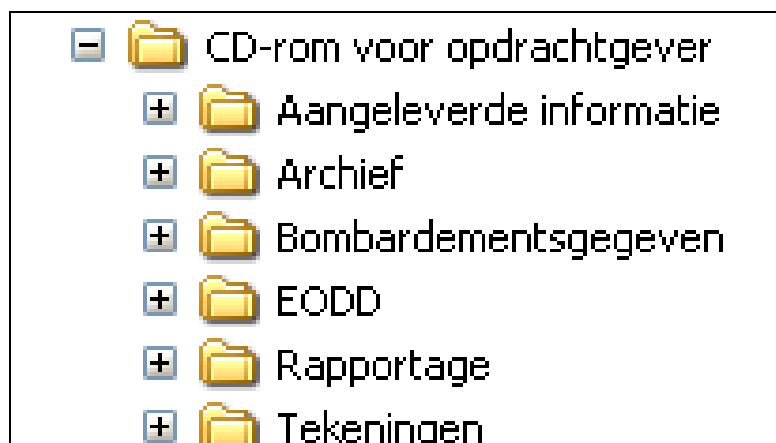 CD-rom voor opdrachtgever
Aangeleverde informatie
Archief
Bombardementsgegeven
EODD
Rapportage
Tekeningen